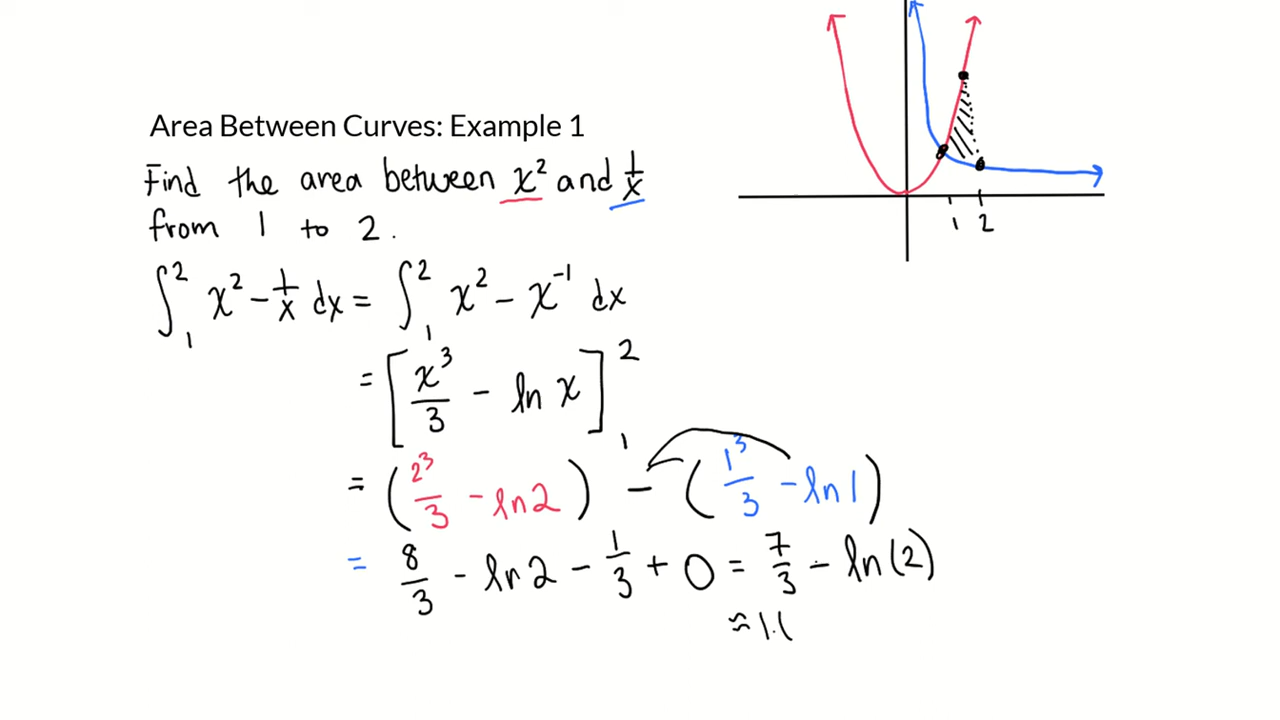 Area Between Curves: Example 1
Find the area between x² and 1/x
from 1 to 2.
∫₁² x² - 1/x dx = ∫₁² x² - x⁻¹ dx
= [x³/3 - ln x]₁²
= (2³/3 - ln2) - (1³/3 - ln1)
= 8/3 - ln2 - 1/3 + 0 = 7/3 - ln(2)
≈ 1.
1 2